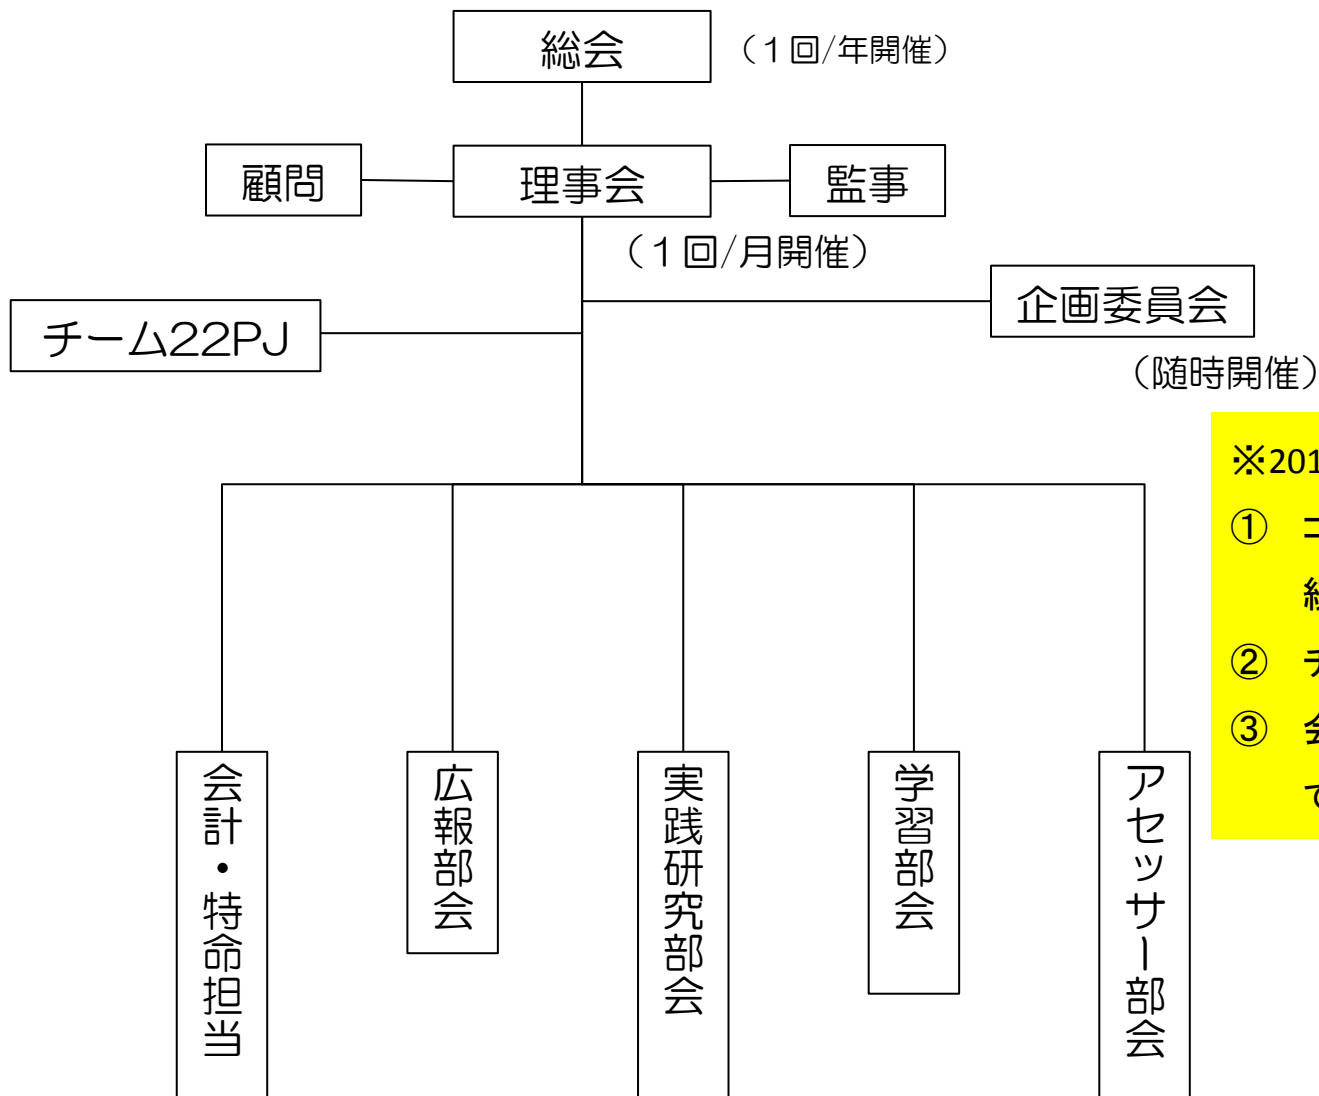 総会
（1回/年開催）
顧問
理事会
監事
（1回/月開催）
企画委員会
チーム22PJ
（随時開催）
※201
①
②
③
会計・特命担当
広報部会
実践研究部会
学習部会
アセッサー部会